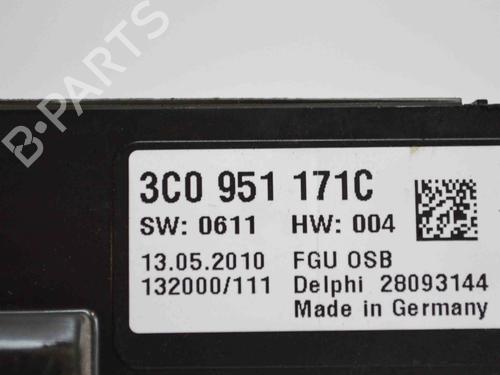 B-PARTS
3C0 951 171C
SW: 0611 HW: 004
13.05.2010 FGU OSB
132000/111 Delphi 28093144
Made in Germany